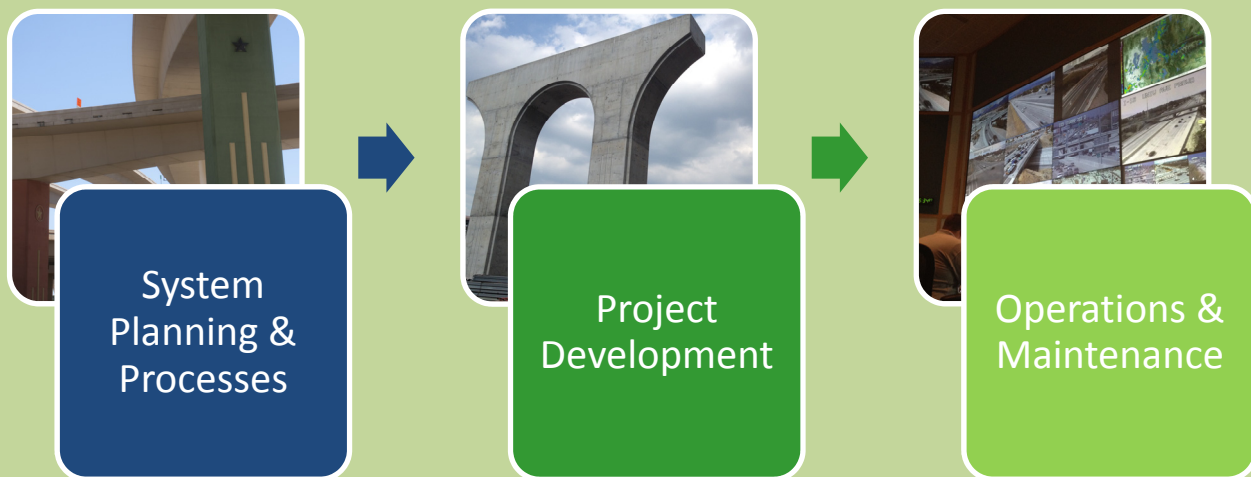 System
Planning &
Processes
Project
Development
Operations &
Maintenance